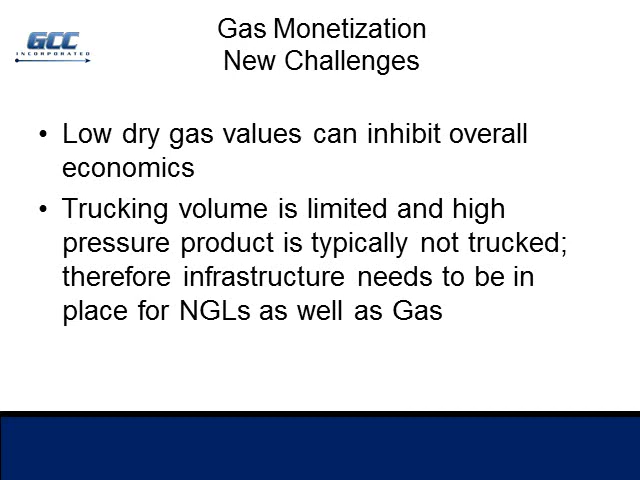 GCC
INCORPORATED
Gas Monetization
New Challenges
• Low dry gas values can inhibit overall
economics
• Trucking volume is limited and high
pressure product is typically not trucked;
therefore infrastructure needs to be in
place for NGLs as well as Gas